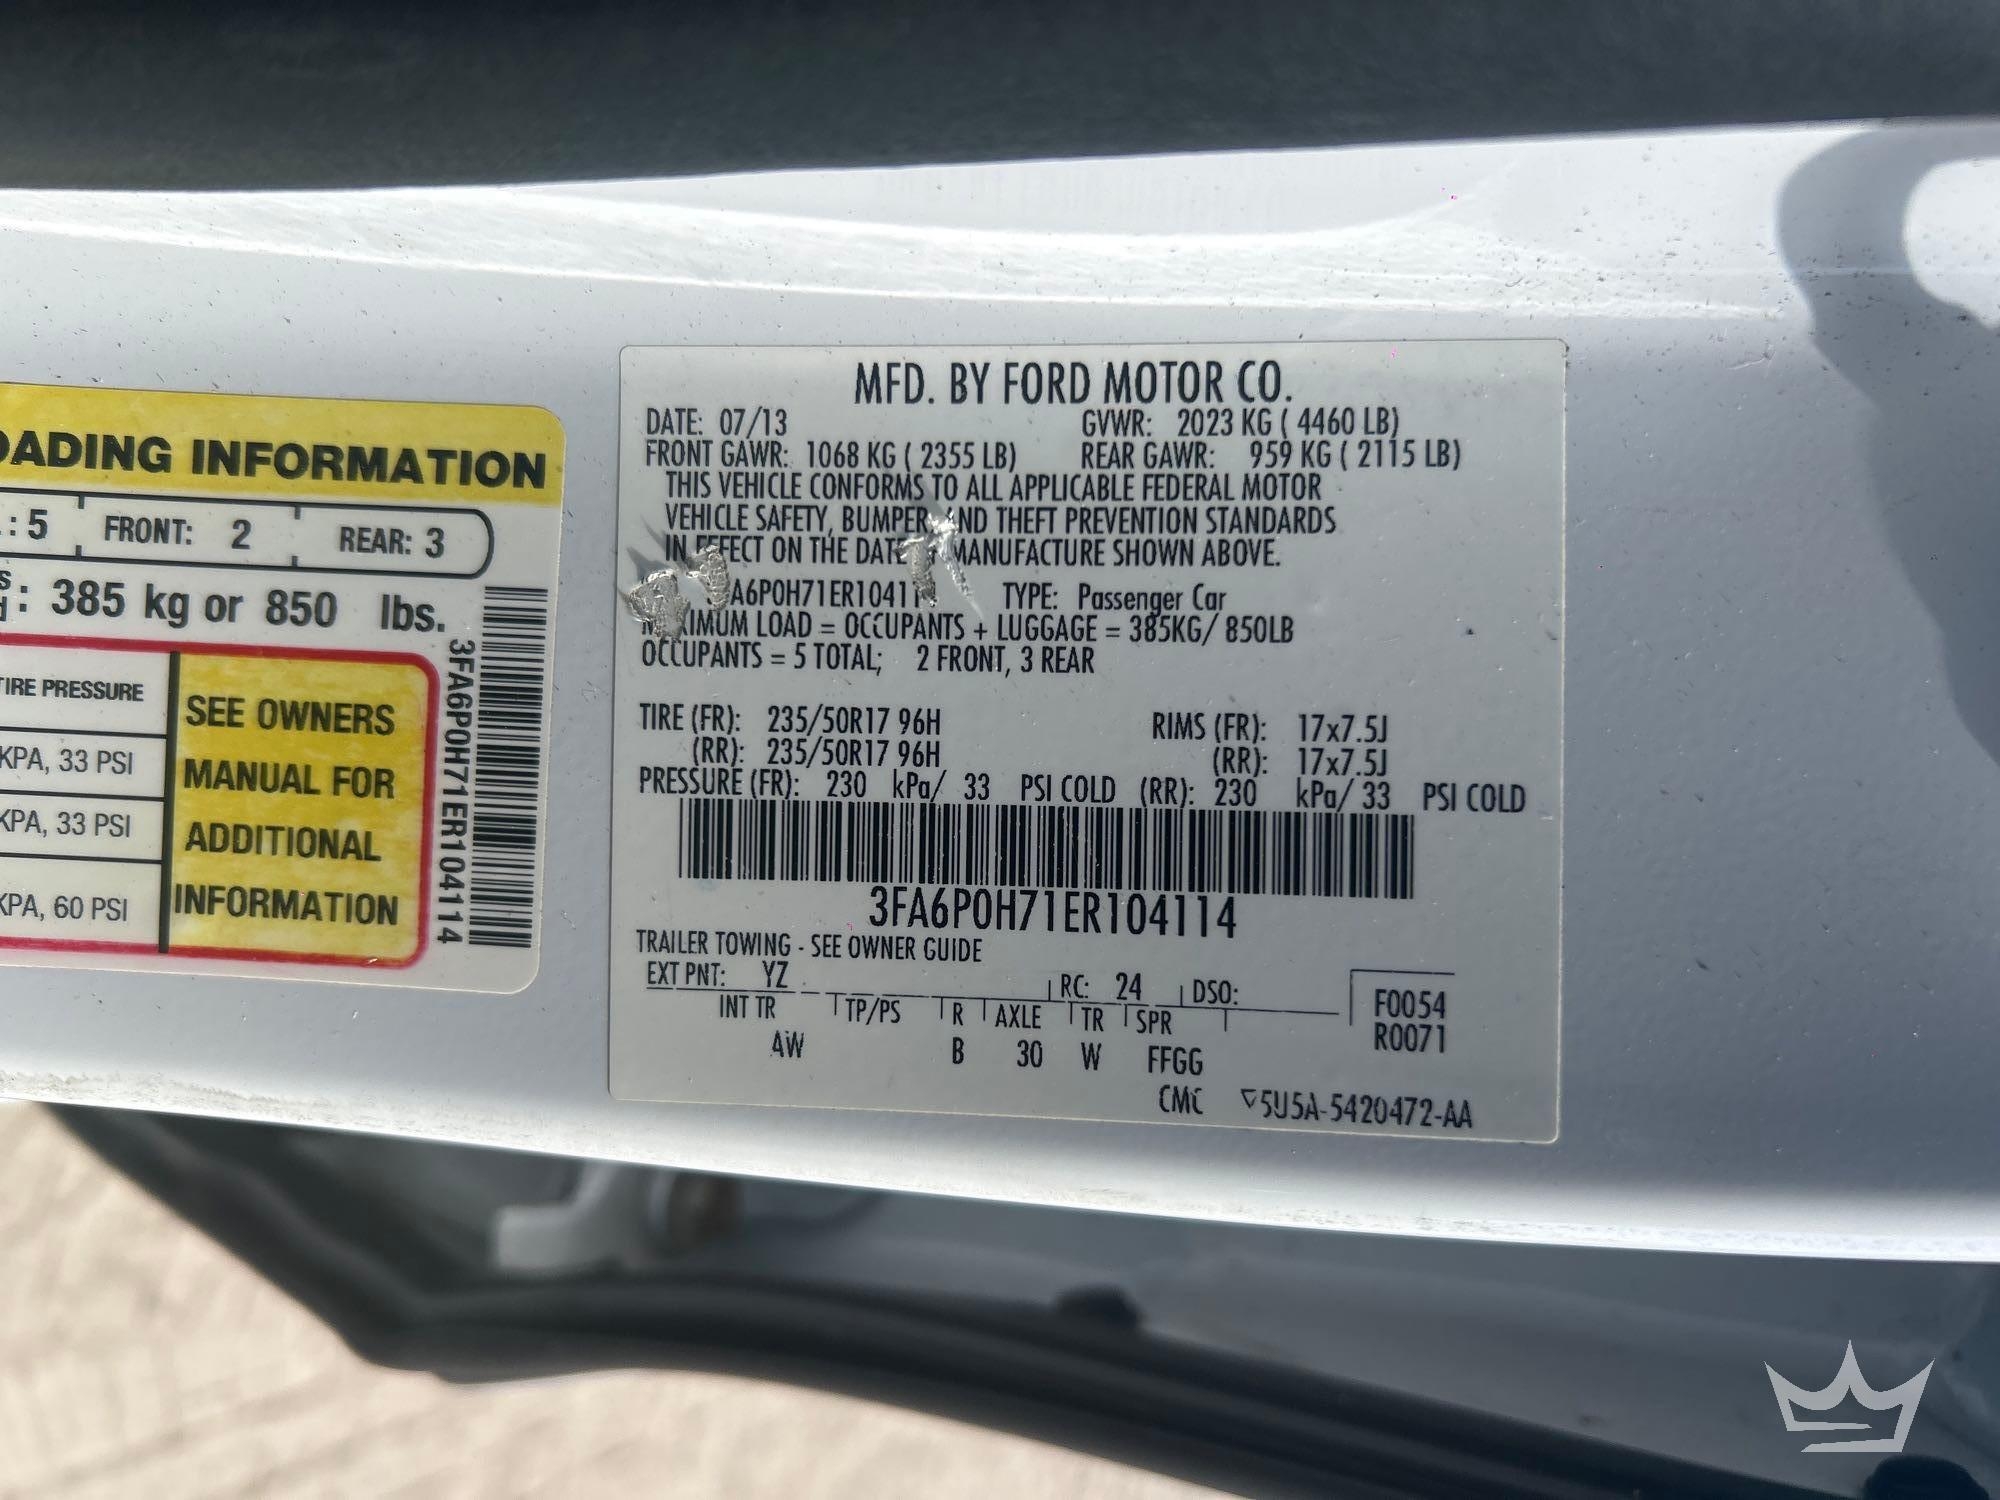 OADING INFORMATION
.: 5 FRONT: 2 REAR: 3
: 385 kg or 850 lbs.
TIRE PRESSURE
KPA, 33 PSI
KPA, 33 PSI
KPA, 60 PSI
SEE OWNERS
MANUAL FOR
ADDITIONAL
INFORMATION
3FA6P0H71ER104114
MFD. BY FORD MOTOR CO.
DATE: 07/13 GVWR: 2023 KG ( 4460 LB)
FRONT GAWR: 1068 KG ( 2355 LB) REAR GAWR: 959 KG ( 2115 LB)
THIS VEHICLE CONFORMS TO ALL APPLICABLE FEDERAL MOTOR
VEHICLE SAFETY, BUMPER, AND THEFT PREVENTION STANDARDS
IN EFFECT ON THE DATE MANUFACTURE SHOWN ABOVE.
FA6P0H71ER10411 TYPE: Passenger Car
MAXIMUM LOAD = OCCUPANTS + LUGGAGE = 385KG/ 850LB
OCCUPANTS = 5 TOTAL; 2 FRONT, 3 REAR
TIRE (FR): 235/50R17 96H RIMS (FR): 17x7.5J
(RR): 235/50R17 96H (RR): 17x7.5J
PRESSURE (FR): 230 kPa/ 33 PSI COLD (RR): 230 kPa/ 33 PSI COLD
3FA6P0H71ER104114
TRAILER TOWING - SEE OWNER GUIDE
EXT PNT: YZ RC: 24 DSO:
INT TR TP/PS R AXLE TR SPR
AW B 30 W FFGG
F0054
R0071
CMC ▽5U5A-5420472-AA